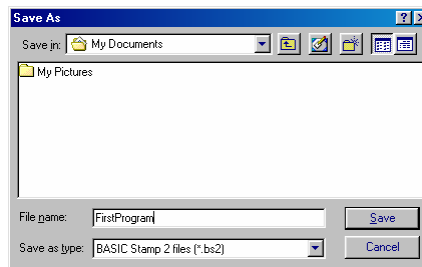 Save As
Save in: My Documents
My Pictures
File name: FirstProgram
Save
Save as type: BASIC Stamp 2 files (*.bs2)
Cancel